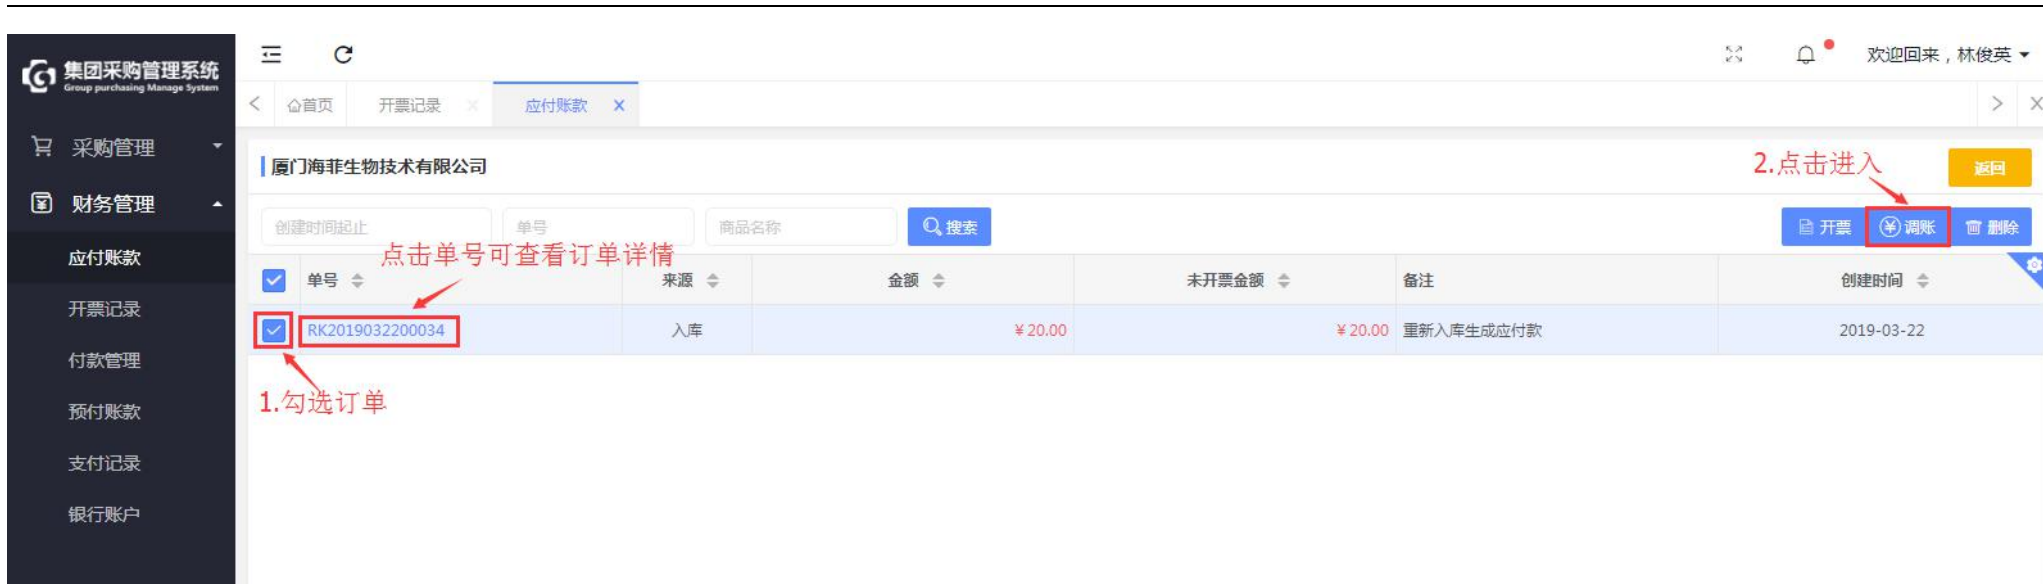 集团采购管理系统
Group purchasing Manage System
欢迎回来，林俊英
首页 开票记录 应付账款
采购管理
财务管理
应付账款
开票记录
付款管理
预付账款
支付记录
银行账户
厦门海菲生物技术有限公司
2.点击进入
返回
创建时间起止 单号 商品名称 搜索
开票 调账 删除
点击单号可查看订单详情
单号 来源 金额 未开票金额 备注 创建时间
RK2019032200034 入库 ¥20.00 ¥20.00 重新入库生成应付款 2019-03-22
1.勾选订单